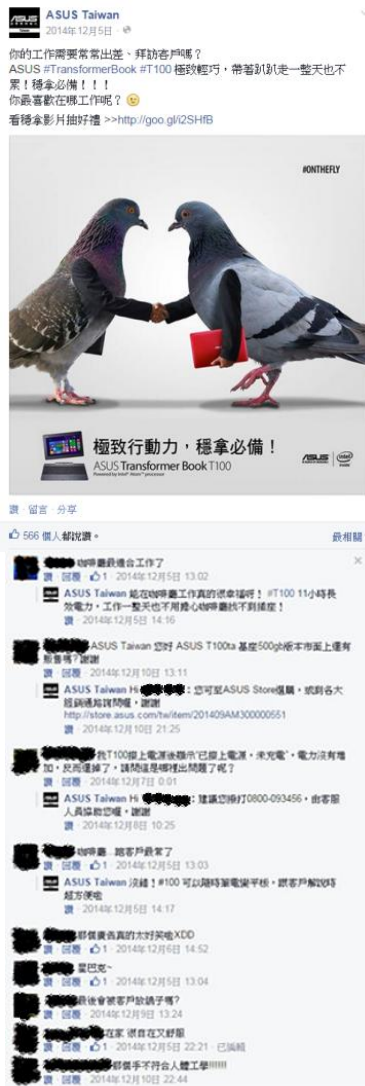 ASUS Taiwan
2014年12月5日
你的工作需要常常出差、拜訪客戶嗎？
ASUS #TransformerBook #T100 極致輕巧，帶著趴趴走一整天也不
累！穩拿必備！！！
你最喜歡在哪工作呢？
看穩拿影片抽好禮 >>http://goo.gl/i2SHfB
#ONTHEFLY
極致行動力，穩拿必備！
ASUS Transformer Book T100
Powered by Intel® Atom™ processor
ASUS
intel
讚 · 留言 · 分享
566 個人都說讚。
最相關
咖啡廳最適合工作了
讚 · 回覆 · 1 · 2014年12月5日 13:02
ASUS Taiwan 能在咖啡廳工作真的很幸福呀！ #T100 11小時長
效電力，工作一整天也不用擔心咖啡廳找不到插座！
讚 · 2014年12月5日 14:16
ASUS Taiwan 您好 ASUS T100ta 基座500gb版本市面上還有
販售嗎?謝謝
讚 · 回覆 · 2014年12月10日 13:11
ASUS Taiwan Hi : 您可至ASUS Store選購，或到各大
經銷通路詢問喔，謝謝
http://store.asus.com/tw/item/201409AM300000551
讚 · 2014年12月10日 21:25
我T100接上電源後顯示"已接上電源，未充電"，電力沒有增
加，反而還掉了，請問這是哪裡出問題了呢？
讚 · 回覆 · 2014年12月7日 0:01
ASUS Taiwan Hi : 建議您撥打0800-093456，由客服
人員協助您喔，謝謝
讚 · 2014年12月8日 10:25
咖啡廳...跟客戶最常了
讚 · 回覆 · 1 · 2014年12月5日 13:03
ASUS Taiwan 沒錯！#100 可以隨時筆電變平板，跟客戶解說時
超方便啦
讚 · 2014年12月5日 14:17
那個廣告真的太好笑啦XDD
讚 · 回覆 · 1 · 2014年12月6日 14:52
星巴克~
讚 · 回覆 · 1 · 2014年12月5日 13:04
最後會被客戶放鴿子嗎?
讚 · 回覆 · 2014年12月9日 13:24
在家 很自在又舒服
讚 · 回覆 · 1 · 2014年12月5日 22:21 · 已編輯
那個手不符合人體工學!!!!!!!
讚 · 回覆 · 2014年12月10日 22:44